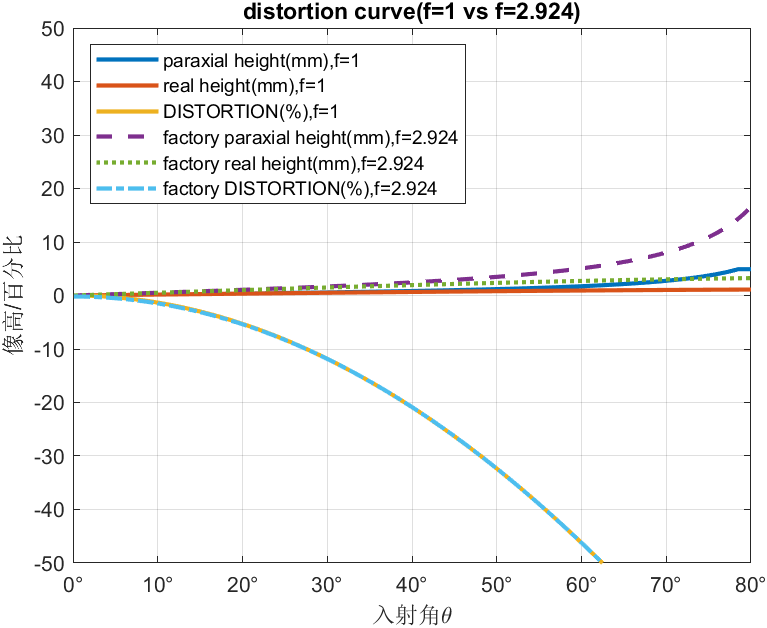 distortion curve(f=1 vs f=2.924)
paraxial height(mm),f=1
real height(mm),f=1
DISTORTION(%),f=1
factory paraxial height(mm),f=2.924
factory real height(mm),f=2.924
factory DISTORTION(%),f=2.924
像高/百分比
50
40
30
20
10
0
-10
-20
-30
-40
-50
0° 10° 20° 30° 40° 50° 60° 70° 80°
入射角θ